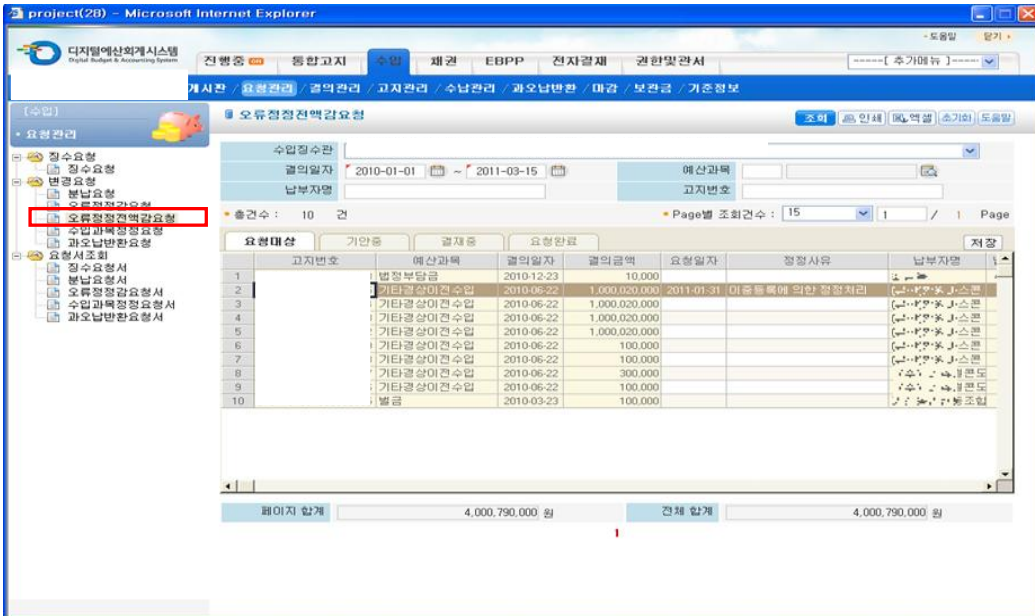 project(28) - Microsoft Internet Explorer
- 도움말 닫기
디지털예산회계시스템
Digital Budget & Accounting System
진행중 on 통합고지 수입 채권 EBPP 전자결재 권한및관서 -----[ 추가메뉴 ]-----
게시판 / 요청관리 / 결의관리 / 고지관리 / 수납관리 / 과오납반환 / 마감 / 보관금 / 기준정보
[수입]
• 요청관리
징수요청
징수요청
변경요청
분납요청
오류정정감요청
오류정정전액감요청
수입과목정정요청
과오납반환요청
요청서조회
징수요청서
분납요청서
오류정정감요청서
수입과목정정요청서
과오납반환요청서
오류정정전액감요청
조회 인쇄 엑셀 초기화 도움말
수입징수관
결의일자 2010-01-01 ~ 2011-03-15 예산과목
납부자명 고지번호
• 총건수 : 10 건 • Page별 조회건수 : 15 1 / 1 Page
요청대상 기안중 결재중 요청완료 저장
고지번호 예산과목 결의일자 결의금액 요청일자 정정사유 납부자명
1 법정부담금 2010-12-23 10,000
2 기타경상이전수입 2010-06-22 1,000,020,000 2011-01-31 이중등록에 의한 정정처리
3 기타경상이전수입 2010-06-22 1,000,020,000
4 기타경상이전수입 2010-06-22 1,000,020,000
5 기타경상이전수입 2010-06-22 1,000,020,000
6 기타경상이전수입 2010-06-22 100,000
7 기타경상이전수입 2010-06-22 100,000
8 기타경상이전수입 2010-06-22 300,000
9 기타경상이전수입 2010-06-22 100,000
10 벌금 2010-03-23 100,000
페이지 합계 4,000,790,000 원 전체 합계 4,000,790,000 원
1